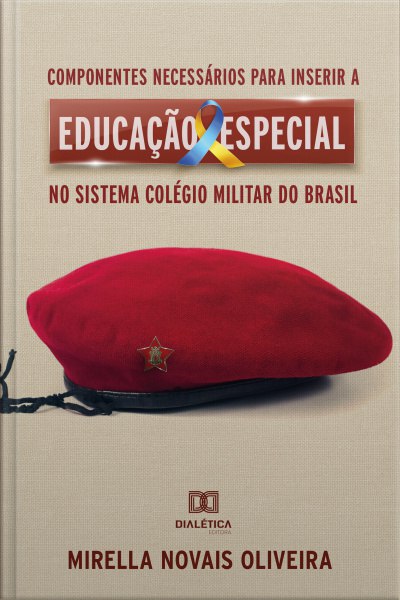 COMPONENTES NECESSÁRIOS PARA INSERIR A
EDUCAÇÃO ESPECIAL
NO SISTEMA COLÉGIO MILITAR DO BRASIL
DIALÉTICA
EDITORA
MIRELLA NOVAIS OLIVEIRA